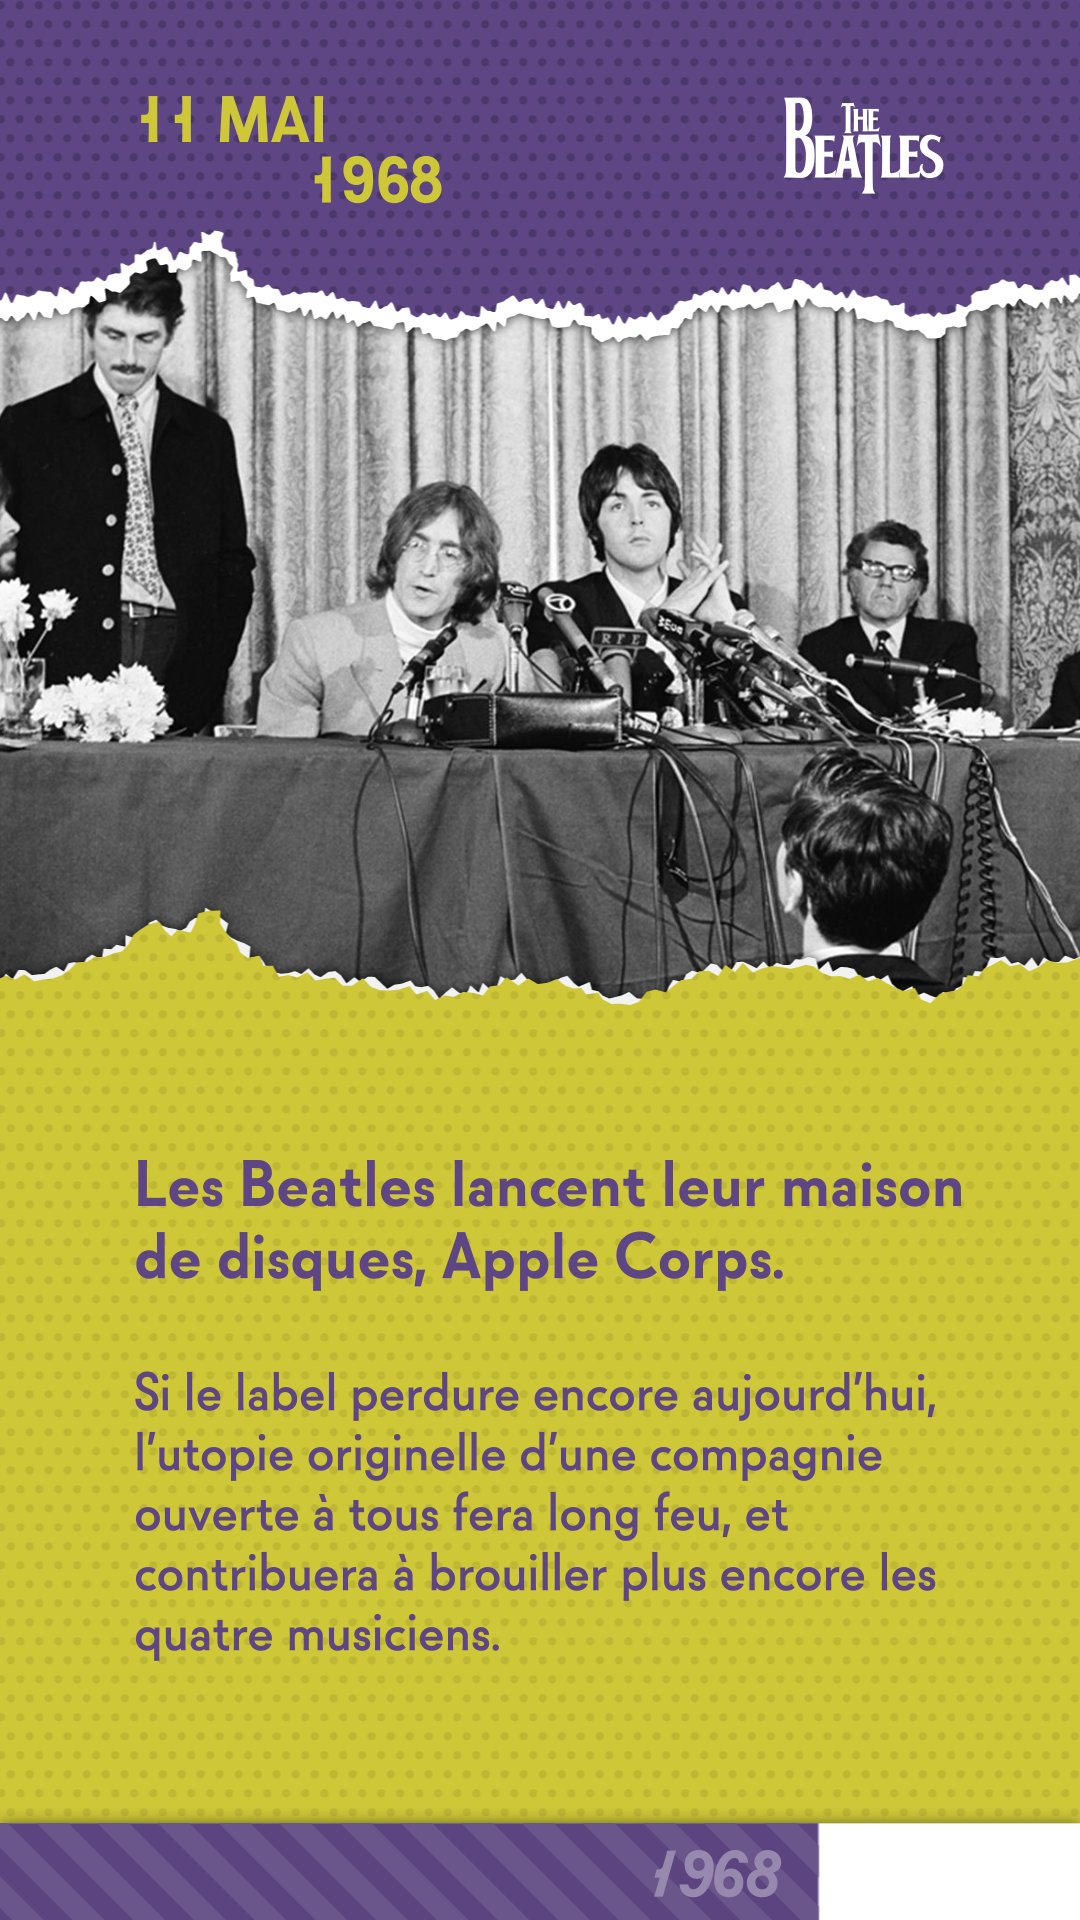 11 MAI
1968
THE
BEATLES
RFE
Les Beatles lancent leur maison
de disques, Apple Corps.
Si le label perdure encore aujourd’hui,
l’utopie originelle d’une compagnie
ouverte à tous fera long feu, et
contribuera à brouiller plus encore les
quatre musiciens.
1968